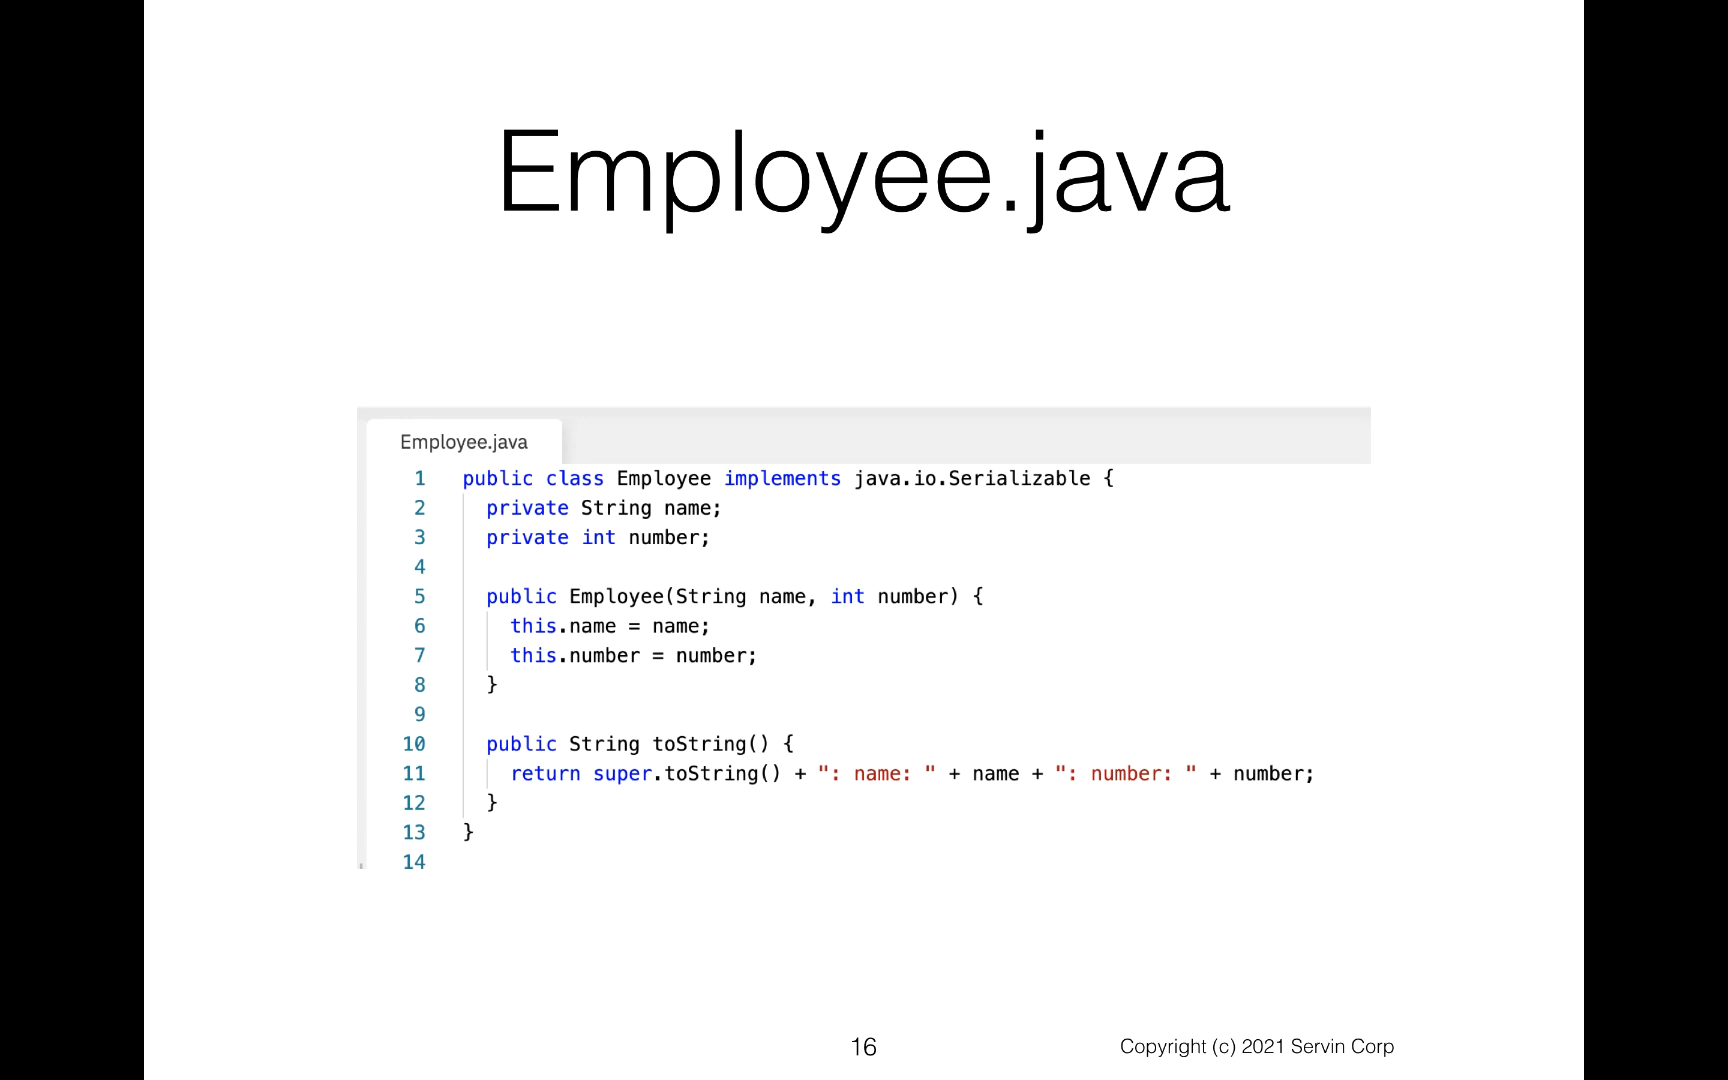 Employee.java
Employee.java
1 public class Employee implements java.io.Serializable {
2   private String name;
3   private int number;
4
5   public Employee(String name, int number) {
6     this.name = name;
7     this.number = number;
8   }
9
10   public String toString() {
11     return super.toString() + ": name: " + name + ": number: " + number;
12   }
13 }
14
16
Copyright (c) 2021 Servin Corp